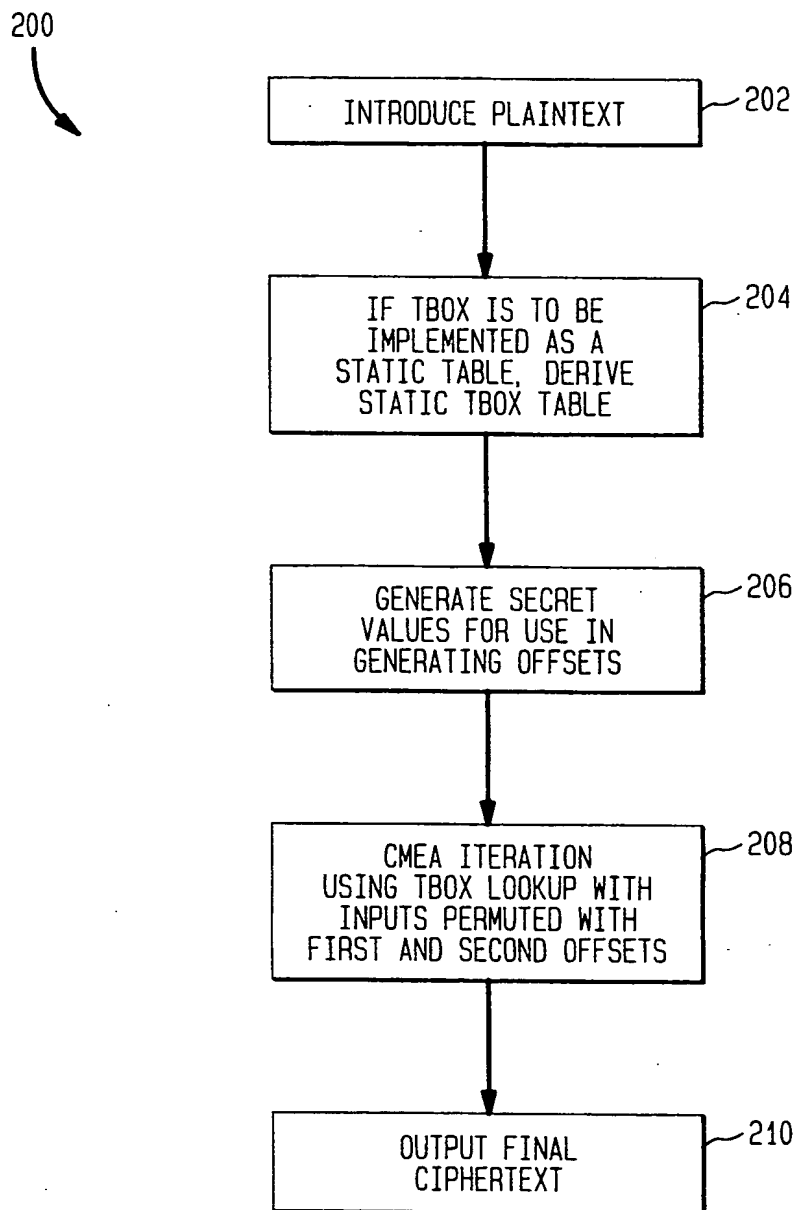 200
INTRODUCE PLAINTEXT
202
IF TBOX IS TO BE
IMPLEMENTED AS A
STATIC TABLE, DERIVE
STATIC TBOX TABLE
204
GENERATE SECRET
VALUES FOR USE IN
GENERATING OFFSETS
206
CMEA ITERATION
USING TBOX LOOKUP WITH
INPUTS PERMUTED WITH
FIRST AND SECOND OFFSETS
208
OUTPUT FINAL
CIPHERTEXT
210